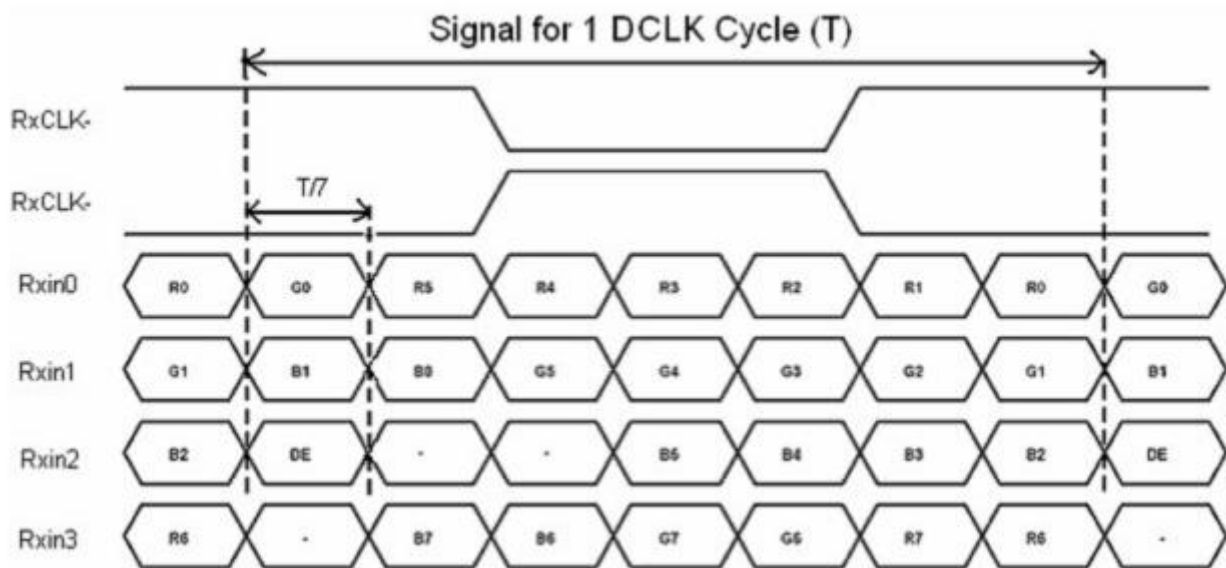 Signal for 1 DCLK Cycle (T)
RxCLK-
RxCLK-
T/7
Rxin0 R0 G0 R5 R4 R3 R2 R1 R0 G0
Rxin1 G1 B1 B0 G5 G4 G3 G2 G1 B1
Rxin2 B2 DE - - B5 B4 B3 B2 DE
Rxin3 R6 - B7 B6 G7 G6 R7 R6 -